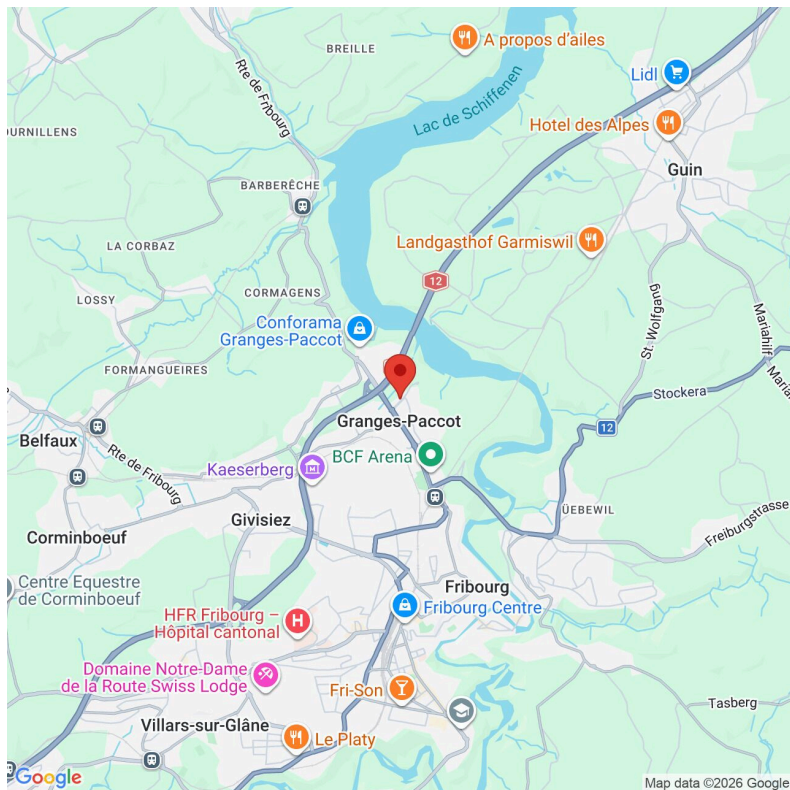 BREILLE
A propos d'ailes
Rte de Fribourg
Lac de Schiffenen
Lidl
OURNILLENS
Hotel des Alpes
Guin
BARBERÊCHE
LA CORBAZ
Landgasthof Garmiswil
12
CORMAGENS
LOSSY
St. Wolfgang
Mariahilf
Conforama
Granges-Paccot
FORMANGUEIRES
Stockera
Granges-Paccot
12
Belfaux
BCF Arena
Rte de Fribourg
Kaeserberg
M
ÜEBEWIL
Givisiez
Freiburgstrasse
Corminboeuf
Centre Equestre
de Corminboeuf
Fribourg
Fribourg Centre
HFR Fribourg –
Hôpital cantonal
H
Domaine Notre-Dame
de la Route Swiss Lodge
Fri-Son
Tasberg
Villars-sur-Glâne
Le Platy
Google
Map data ©2026 Google